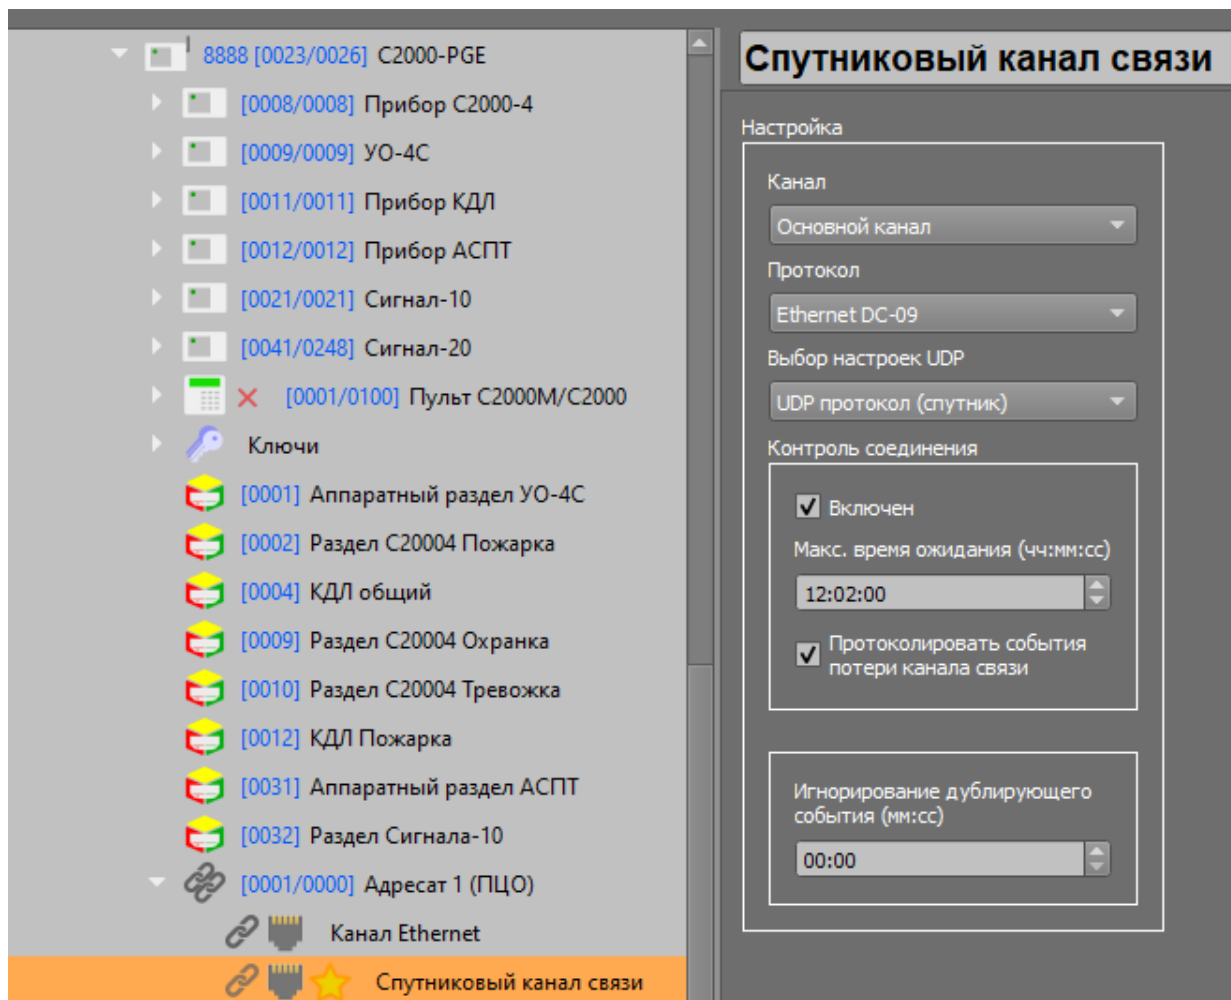 8888 [0023/0026] С2000-PGE
[0008/0008] Прибор С2000-4
[0009/0009] УО-4С
[0011/0011] Прибор КДЛ
[0012/0012] Прибор АСПТ
[0021/0021] Сигнал-10
[0041/0248] Сигнал-20
[0001/0100] Пульт С2000М/С2000
Ключи
[0001] Аппаратный раздел УО-4С
[0002] Раздел С20004 Пожарка
[0004] КДЛ общий
[0009] Раздел С20004 Охранка
[0010] Раздел С20004 Тревожка
[0012] КДЛ Пожарка
[0031] Аппаратный раздел АСПТ
[0032] Раздел Сигнала-10
[0001/0000] Адресат 1 (ПЦО)
Канал Ethernet
Спутниковый канал связи
Спутниковый канал связи
Настройка
Канал
Основной канал
Протокол
Ethernet DC-09
Выбор настроек UDP
UDP протокол (спутник)
Контроль соединения
Включен
Макс. время ожидания (чч:мм:сс)
12:02:00
Протоколировать события
потери канала связи
Игнорирование дублирующего
события (мм:сс)
00:00